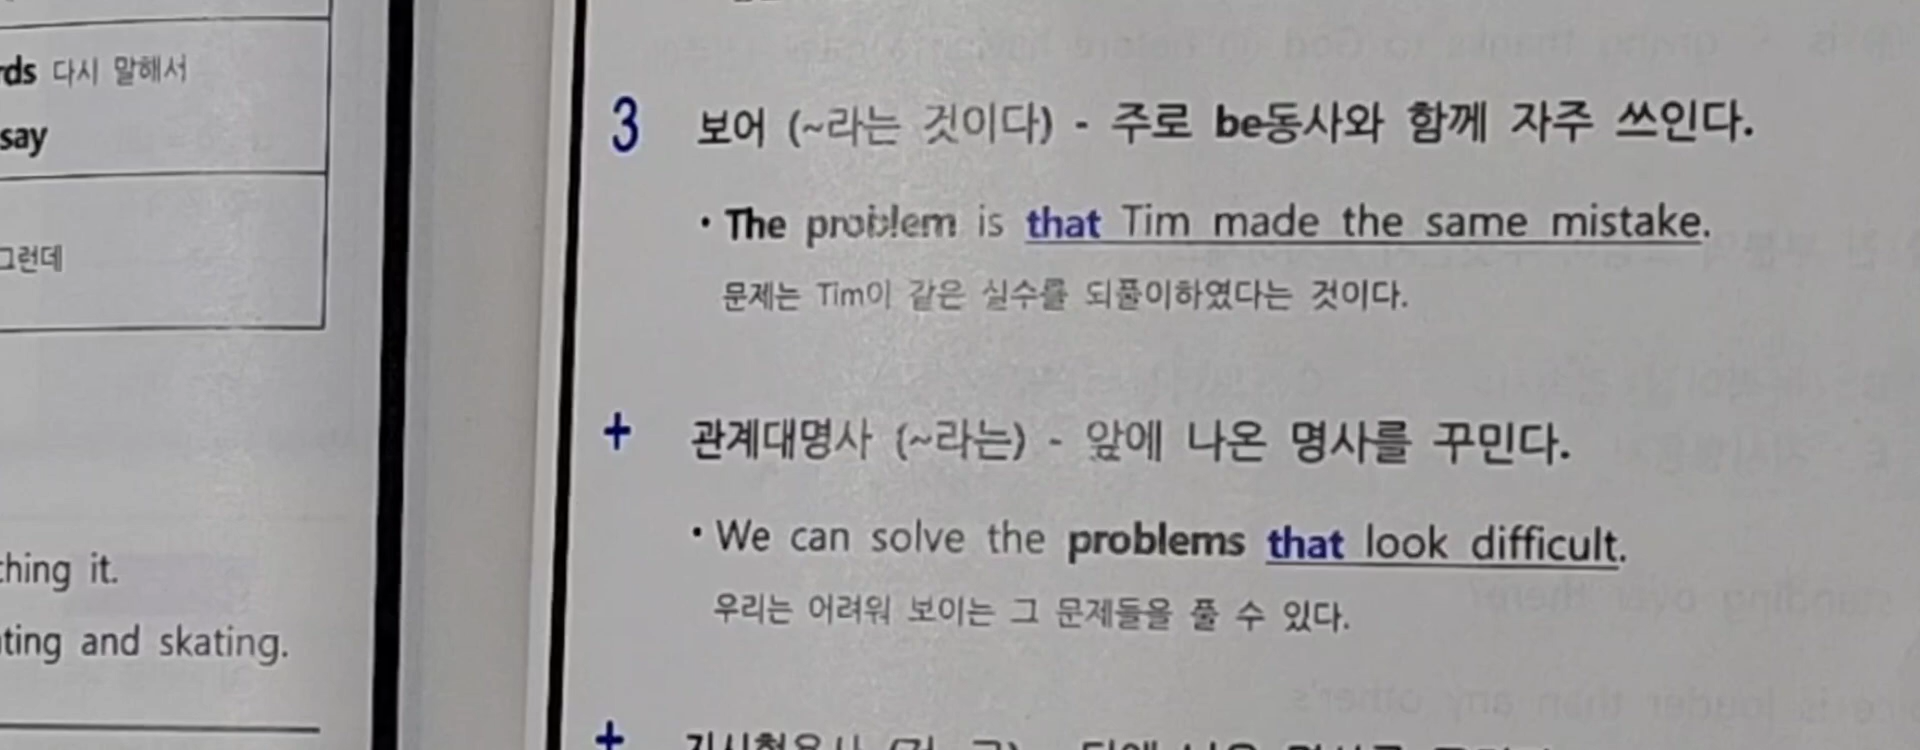 rds 다시 말해서
say
그런데
ching it.
ting and skating.
3 보어 (~라는 것이다) - 주로 be동사와 함께 자주 쓰인다.
• The problem is that Tim made the same mistake.
문제는 Tim이 같은 실수를 되풀이하였다는 것이다.
+ 관계대명사 (~라는) - 앞에 나온 명사를 꾸민다.
• We can solve the problems that look difficult.
우리는 어려워 보이는 그 문제들을 풀 수 있다.
+